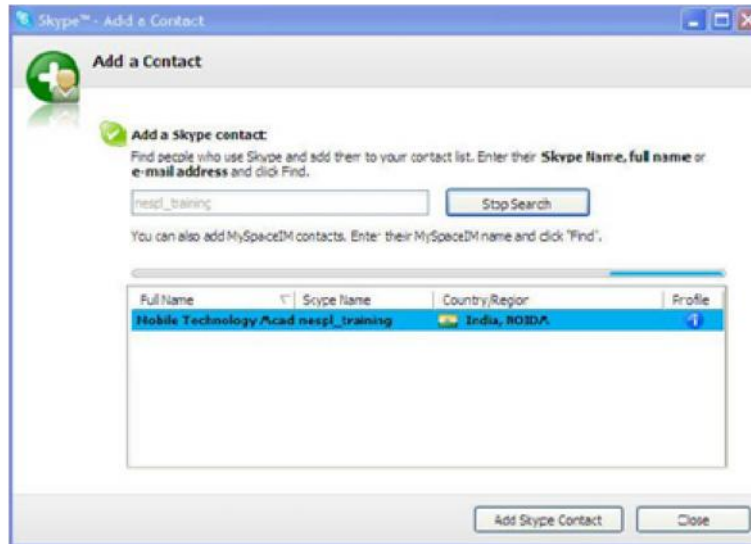 Skype™ - Add a Contact
Add a Contact
Add a Skype contact:
Find people who use Skype and add them to your contact list. Enter their Skype Name, full name or
e-mail address and click Find.
nespl_training
Stop Search
You can also add MySpaceIM contacts. Enter their MySpaceIM name and click "Find".
Full Name Skype Name Country/Region Profile
Mobile Technology Acad nespl_training India, NOIDA
Add Skype Contact
Close